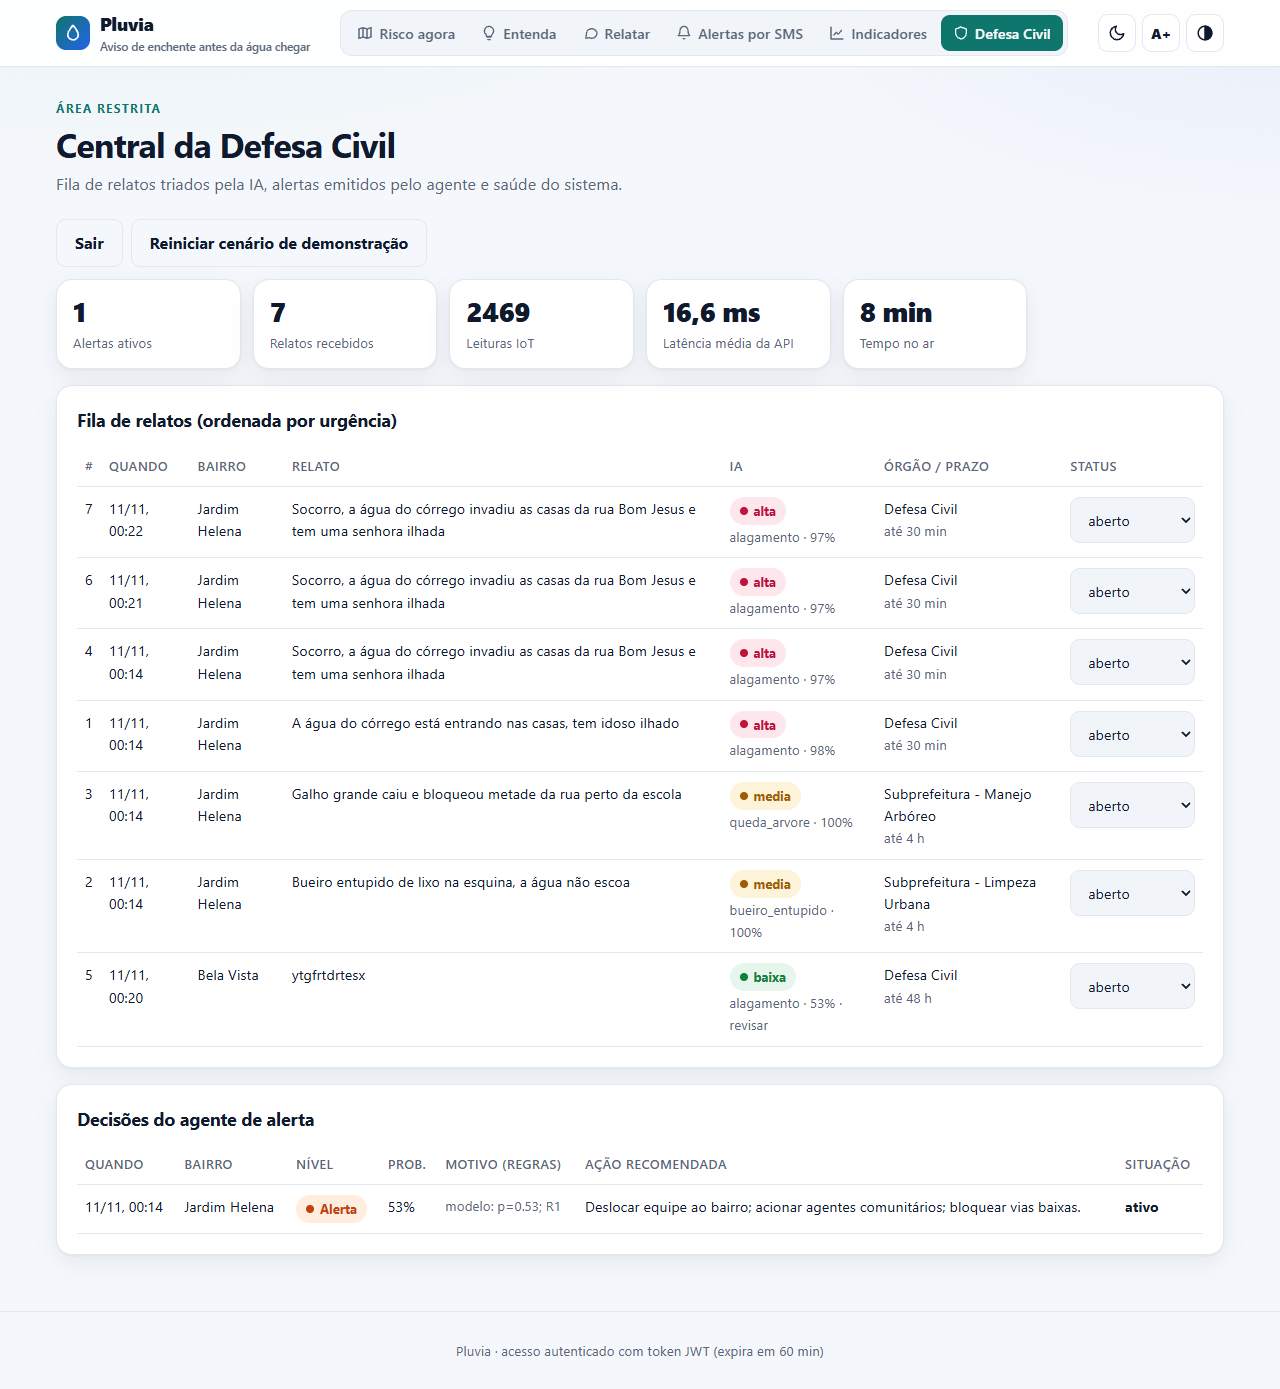 Pluvia
Aviso de enchente antes da água chegar
Risco agora
Entenda
Relatar
Alertas por SMS
Indicadores
Defesa Civil
A+
ÁREA RESTRITA
Central da Defesa Civil
Fila de relatos triados pela IA, alertas emitidos pelo agente e saúde do sistema.
Sair
Reiniciar cenário de demonstração
1
Alertas ativos
7
Relatos recebidos
2469
Leituras IoT
16,6 ms
Latência média da API
8 min
Tempo no ar
Fila de relatos (ordenada por urgência)
# QUANDO BAIRRO RELATO IA ÓRGÃO / PRAZO STATUS
7 11/11, Jardim Socorro, a água do córrego invadiu as casas da rua Bom Jesus e alta Defesa Civil aberto
00:22 Helena tem uma senhora ilhada alagamento · 97% até 30 min
6 11/11, Jardim Socorro, a água do córrego invadiu as casas da rua Bom Jesus e alta Defesa Civil aberto
00:21 Helena tem uma senhora ilhada alagamento · 97% até 30 min
4 11/11, Jardim Socorro, a água do córrego invadiu as casas da rua Bom Jesus e alta Defesa Civil aberto
00:14 Helena tem uma senhora ilhada alagamento · 97% até 30 min
1 11/11, Jardim A água do córrego está entrando nas casas, tem idoso ilhado alta Defesa Civil aberto
00:14 Helena alagamento · 98% até 30 min
3 11/11, Jardim Galho grande caiu e bloqueou metade da rua perto da escola media Subprefeitura - Manejo aberto
00:14 Helena queda_arvore · 100% Arbóreo
até 4 h
2 11/11, Jardim Bueiro entupido de lixo na esquina, a água não escoa media Subprefeitura - Limpeza aberto
00:14 Helena bueiro_entupido · Urbana
100% até 4 h
5 11/11, Bela Vista ytgfrtdrtesx baixa Defesa Civil aberto
00:20 alagamento · 53% · até 48 h
revisar
Decisões do agente de alerta
QUANDO BAIRRO NÍVEL PROB. MOTIVO (REGRAS) AÇÃO RECOMENDADA SITUAÇÃO
11/11, 00:14 Jardim Helena Alerta 53% modelo: p=0.53; R1 Deslocar equipe ao bairro; acionar agentes comunitários; bloquear vias baixas. ativo
Pluvia · acesso autenticado com token JWT (expira em 60 min)